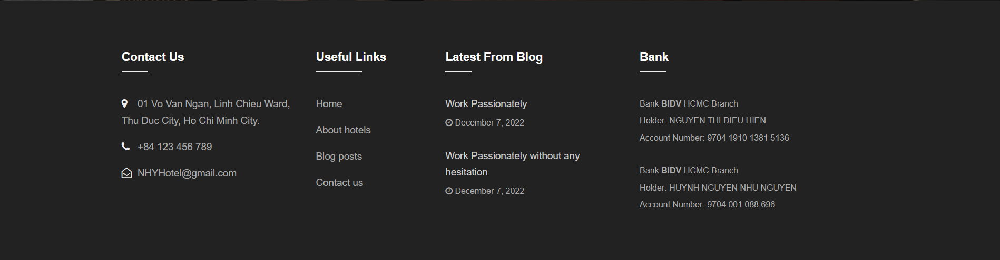 Contact Us
01 Vo Van Ngan, Linh Chieu Ward,
Thu Duc City, Ho Chi Minh City.
+84 123 456 789
NHYHotel@gmail.com
Useful Links
Home
About hotels
Blog posts
Contact us
Latest From Blog
Work Passionately
December 7, 2022
Work Passionately without any
hesitation
December 7, 2022
Bank
Bank BIDV HCMC Branch
Holder: NGUYEN THI DIEU HIEN
Account Number: 9704 1910 1381 5136
Bank BIDV HCMC Branch
Holder: HUYNH NGUYEN NHU NGUYEN
Account Number: 9704 001 088 696